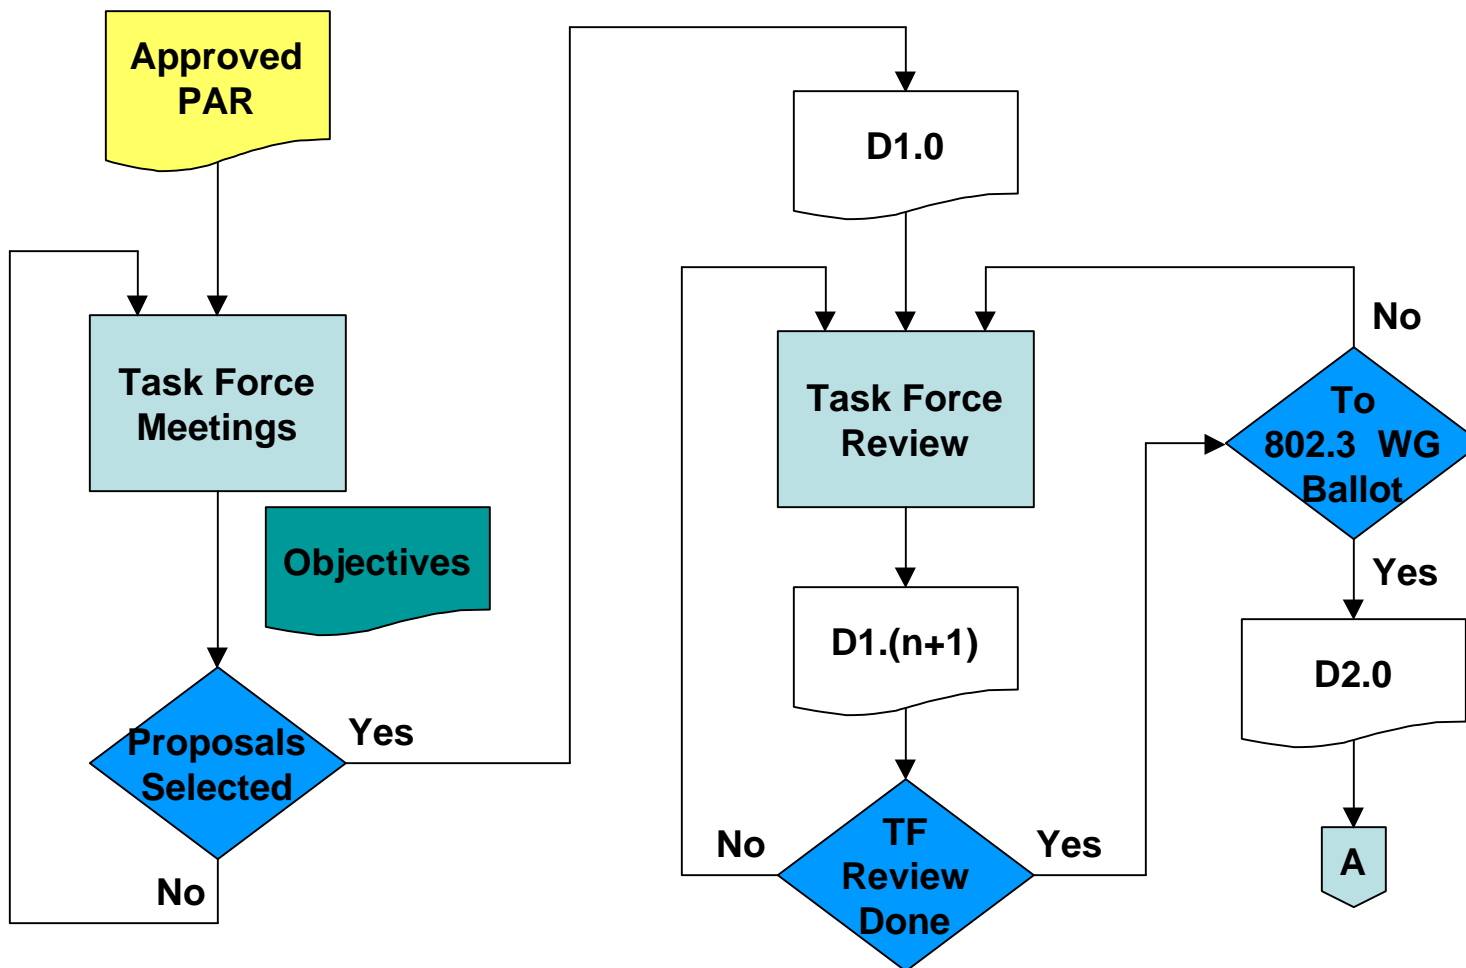 Approved
PAR
Task Force
Meetings
Objectives
Proposals
Selected
Yes
No
D1.0
Task Force
Review
D1.(n+1)
TF
Review
Done
No
Yes
To
802.3 WG
Ballot
No
Yes
D2.0
A